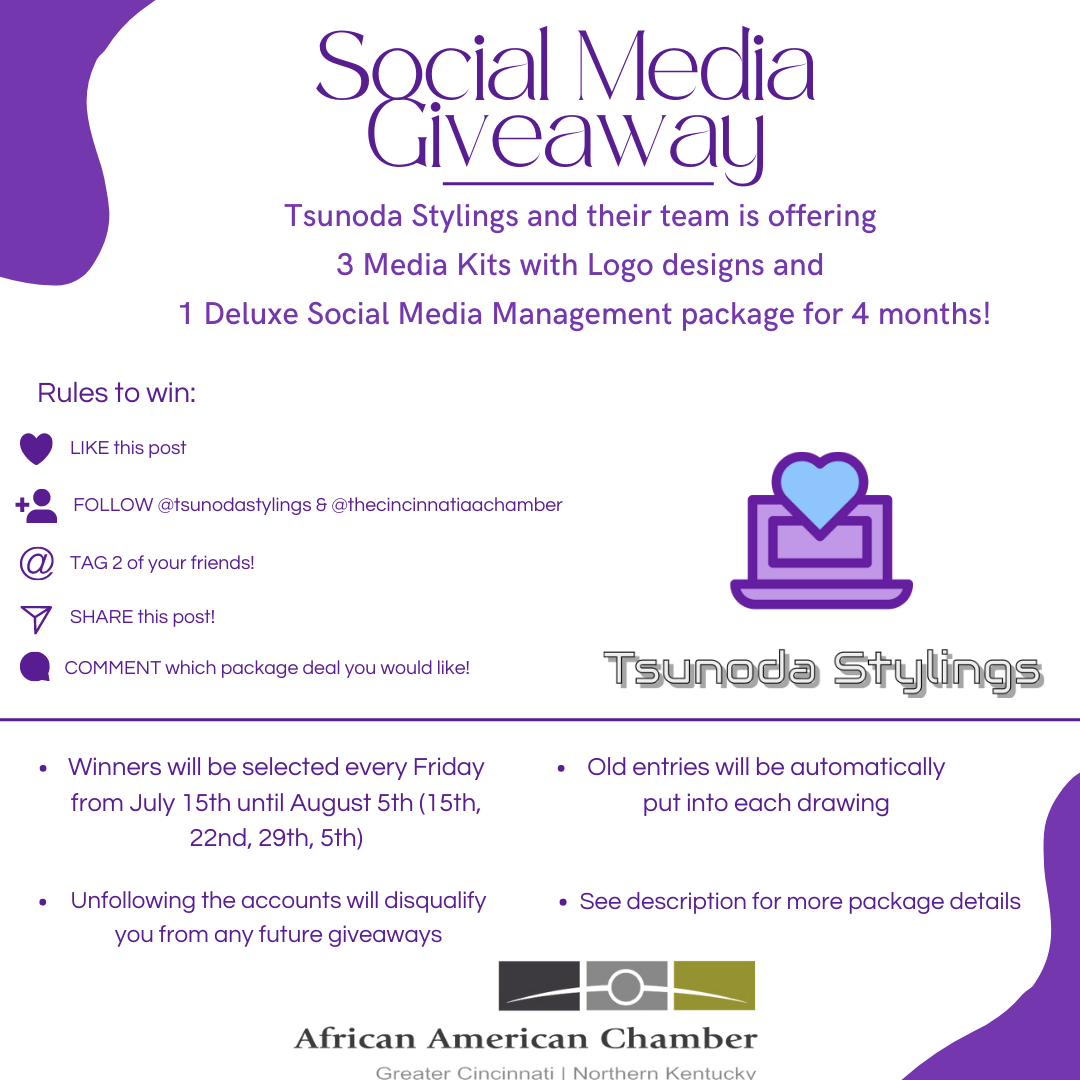 Social Media
Giveaway
Tsunoda Stylings and their team is offering
3 Media Kits with Logo designs and
1 Deluxe Social Media Management package for 4 months!
Rules to win:
LIKE this post
FOLLOW @tsunodastylings & @thecincinnatiaachamber
@ TAG 2 of your friends!
SHARE this post!
COMMENT which package deal you would like!
Tsunoda Stylings
• Winners will be selected every Friday
from July 15th until August 5th (15th,
22nd, 29th, 5th)
• Old entries will be automatically
put into each drawing
• Unfollowing the accounts will disqualify
you from any future giveaways
• See description for more package details
African American Chamber
Greater Cincinnati | Northern Kentucky